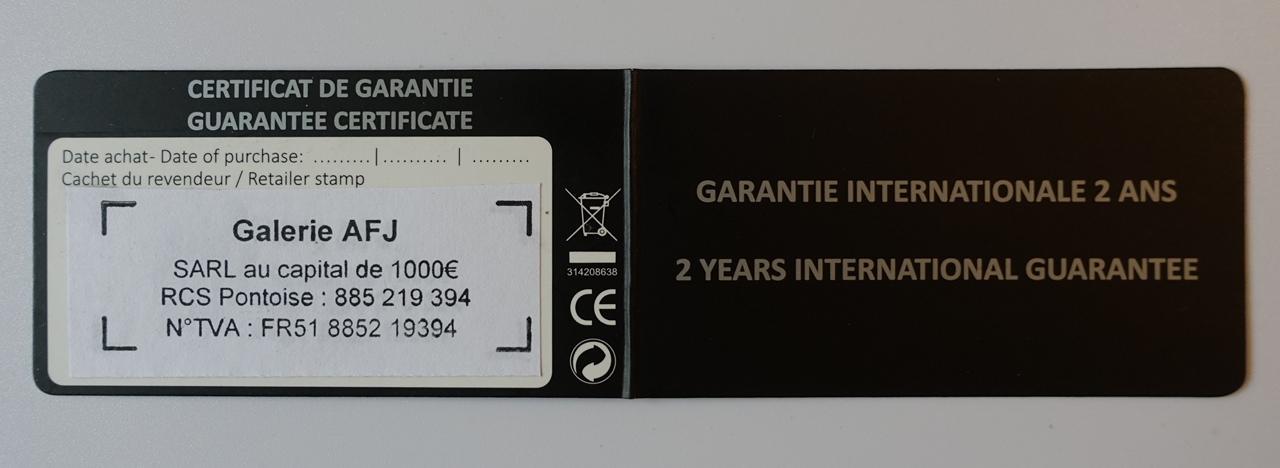 CERTIFICAT DE GARANTIE
GUARANTEE CERTIFICATE
Date achat- Date of purchase: .........|.......... | .........
Cachet du revendeur / Retailer stamp
Galerie AFJ
SARL au capital de 1000€
RCS Pontoise : 885 219 394
N°TVA : FR51 8852 19394
314208638
CE
GARANTIE INTERNATIONALE 2 ANS
2 YEARS INTERNATIONAL GUARANTEE